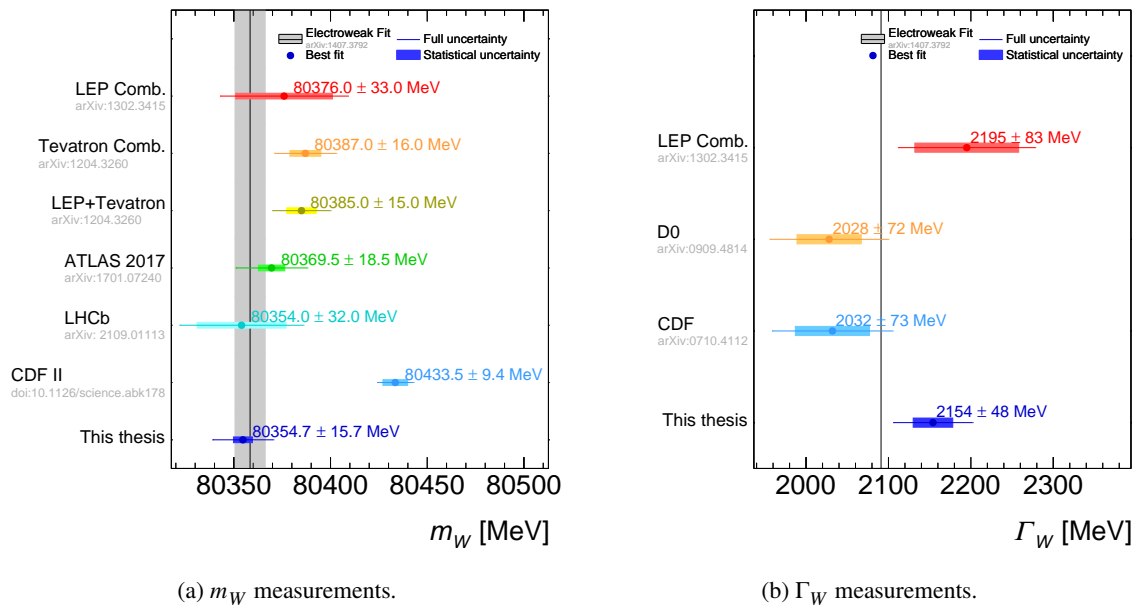 Electroweak Fit
arXiv:1407.3792
Full uncertainty
Best fit
Statistical uncertainty
LEP Comb.
arXiv:1302.3415
80376.0 ± 33.0 MeV
Tevatron Comb.
arXiv:1204.3260
80387.0 ± 16.0 MeV
LEP+Tevatron
arXiv:1204.3260
80385.0 ± 15.0 MeV
ATLAS 2017
arXiv:1701.07240
80369.5 ± 18.5 MeV
LHCb
arXiv: 2109.01113
80354.0 ± 32.0 MeV
CDF II
doi:10.1126/science.abk178
80433.5 ± 9.4 MeV
This thesis
80354.7 ± 15.7 MeV
80350 80400 80450 80500
m_W [MeV]
(a) m_W measurements.
Electroweak Fit
arXiv:1407.3792
Full uncertainty
Best fit
Statistical uncertainty
LEP Comb.
arXiv:1302.3415
2195 ± 83 MeV
D0
arXiv:0909.4814
2028 ± 72 MeV
CDF
arXiv:0710.4112
2032 ± 73 MeV
This thesis
2154 ± 48 MeV
2000 2100 2200 2300
Γ_W [MeV]
(b) Γ_W measurements.